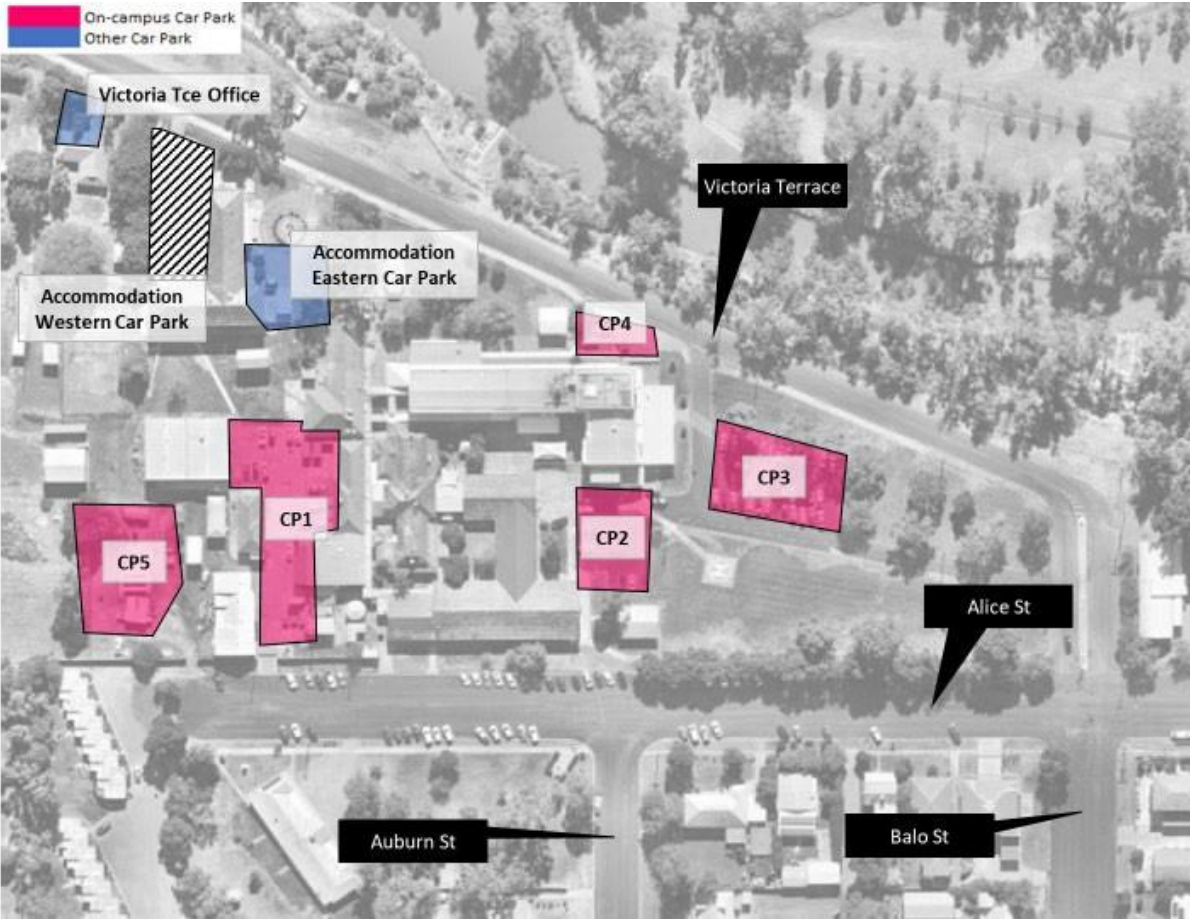 On-campus Car Park
Other Car Park
Victoria Tce Office
Victoria Terrace
Accommodation
Eastern Car Park
Accommodation
Western Car Park
CP4
CP3
CP1
CP2
CP5
Alice St
Auburn St
Balo St